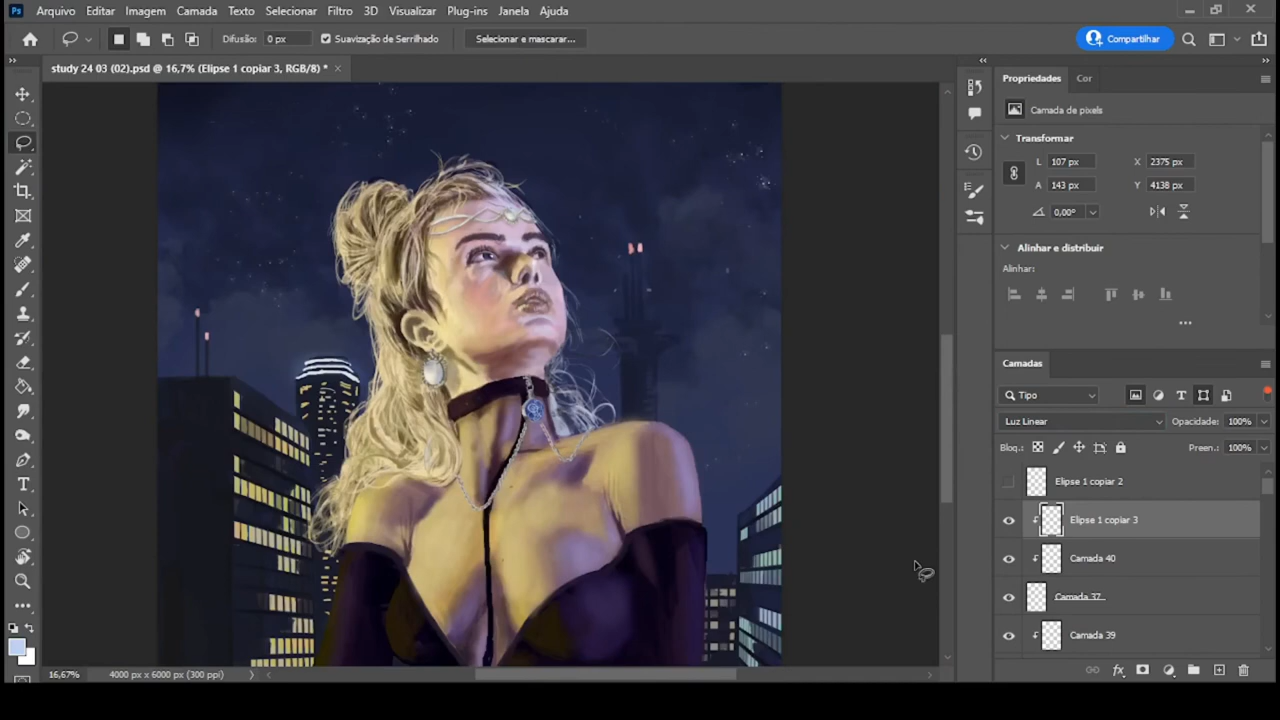 Ps Arquivo Editar Imagem Camada Texto Selecionar Filtro 3D Visualizar Plug-ins Janela Ajuda
Difusão: 0 px Suavização de Serrilhado Selecionar e mascarar... Compartilhar
study 24 03 (02).psd @ 16,7% (Elipse 1 copiar 3, RGB/8) *
Propriedades Cor
Camada de pixels
Transformar
L 107 px X 2375 px
A 143 px Y 4138 px
0,00°
Alinhar e distribuir
Alinhar:
Camadas
Tipo
Luz Linear Opacidade: 100%
Bloq.: Preen.: 100%
Elipse 1 copiar 2
Elipse 1 copiar 3
Camada 40
Camada 37
Camada 39
16,67% 4000 px x 6000 px (300 ppi)